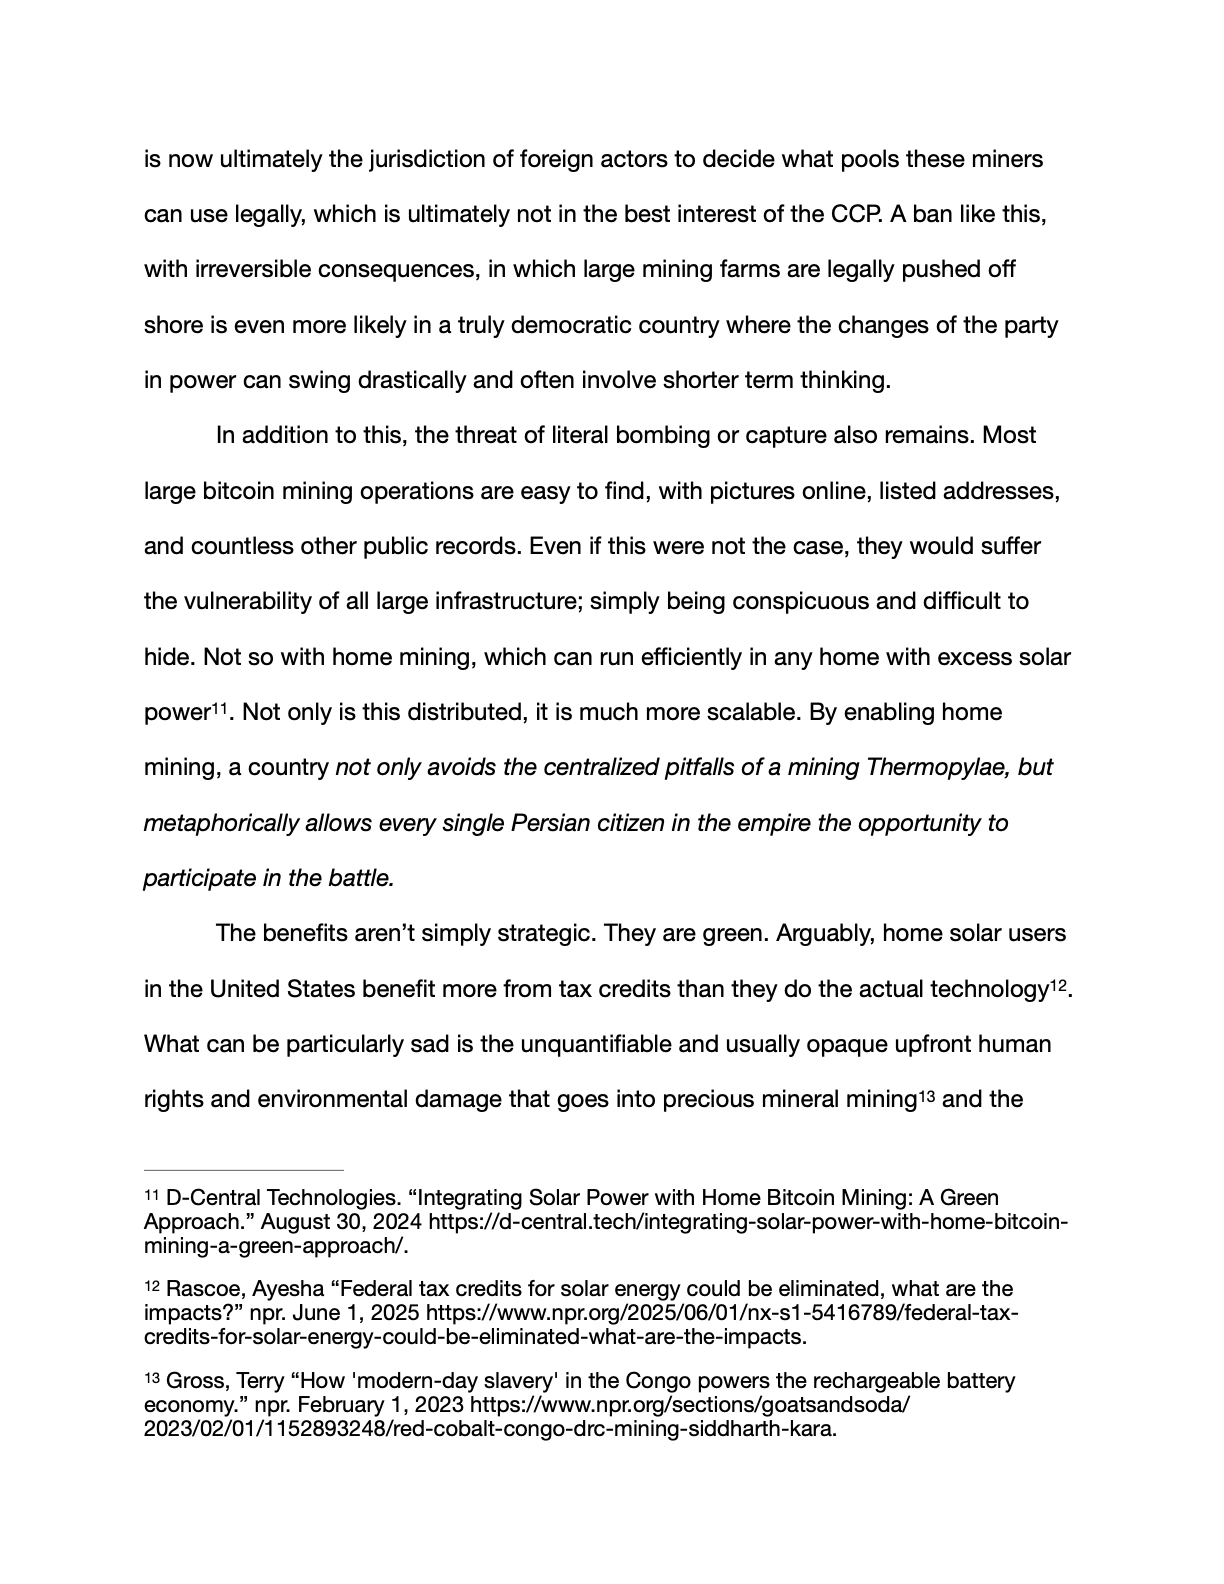 is now ultimately the jurisdiction of foreign actors to decide what pools these miners
can use legally, which is ultimately not in the best interest of the CCP. A ban like this,
with irreversible consequences, in which large mining farms are legally pushed off
shore is even more likely in a truly democratic country where the changes of the party
in power can swing drastically and often involve shorter term thinking.
In addition to this, the threat of literal bombing or capture also remains. Most
large bitcoin mining operations are easy to find, with pictures online, listed addresses,
and countless other public records. Even if this were not the case, they would suffer
the vulnerability of all large infrastructure; simply being conspicuous and difficult to
hide. Not so with home mining, which can run efficiently in any home with excess solar
power¹¹. Not only is this distributed, it is much more scalable. By enabling home
mining, a country not only avoids the centralized pitfalls of a mining Thermopylae, but
metaphorically allows every single Persian citizen in the empire the opportunity to
participate in the battle.
The benefits aren’t simply strategic. They are green. Arguably, home solar users
in the United States benefit more from tax credits than they do the actual technology¹².
What can be particularly sad is the unquantifiable and usually opaque upfront human
rights and environmental damage that goes into precious mineral mining¹³ and the
¹¹ D-Central Technologies. “Integrating Solar Power with Home Bitcoin Mining: A Green
Approach.” August 30, 2024 https://d-central.tech/integrating-solar-power-with-home-bitcoin-
mining-a-green-approach/.
¹² Rascoe, Ayesha “Federal tax credits for solar energy could be eliminated, what are the
impacts?” npr. June 1, 2025 https://www.npr.org/2025/06/01/nx-s1-5416789/federal-tax-
credits-for-solar-energy-could-be-eliminated-what-are-the-impacts.
¹³ Gross, Terry “How 'modern-day slavery' in the Congo powers the rechargeable battery
economy.” npr. February 1, 2023 https://www.npr.org/sections/goatsandsoda/
2023/02/01/1152893248/red-cobalt-congo-drc-mining-siddharth-kara.